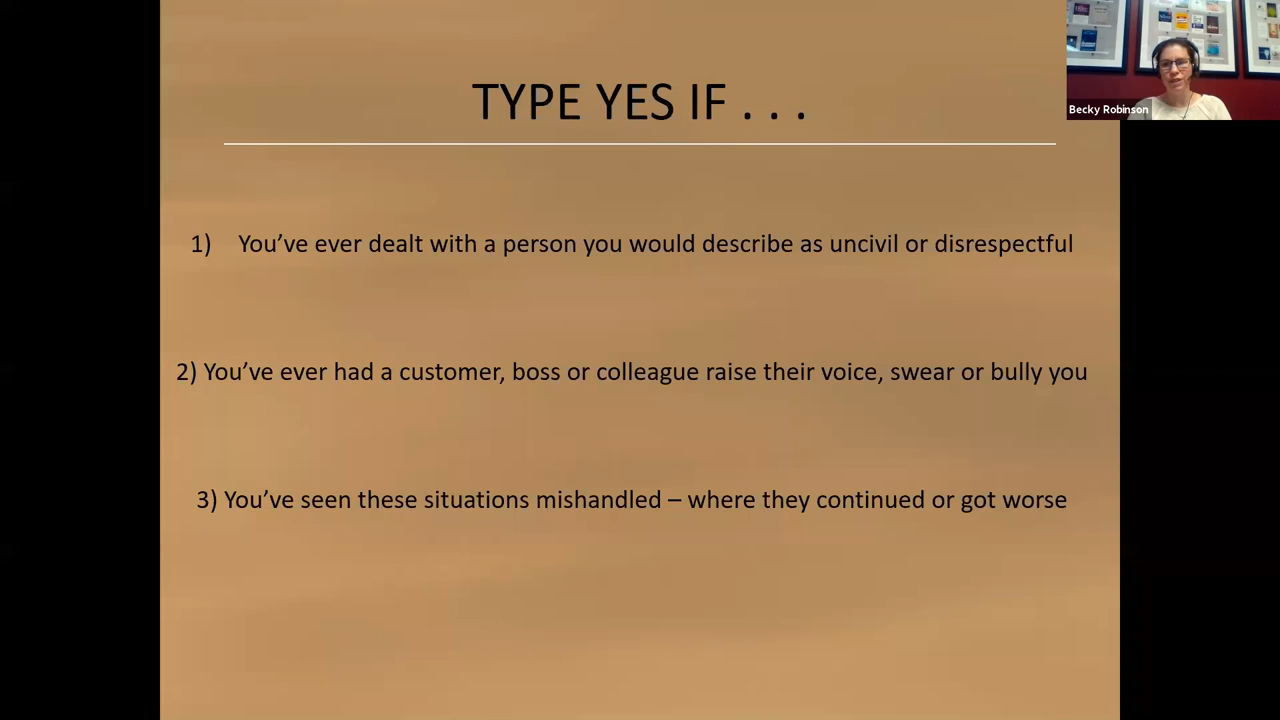 TYPE YES IF . . .
Becky Robinson
1) You’ve ever dealt with a person you would describe as uncivil or disrespectful
2) You’ve ever had a customer, boss or colleague raise their voice, swear or bully you
3) You’ve seen these situations mishandled – where they continued or got worse